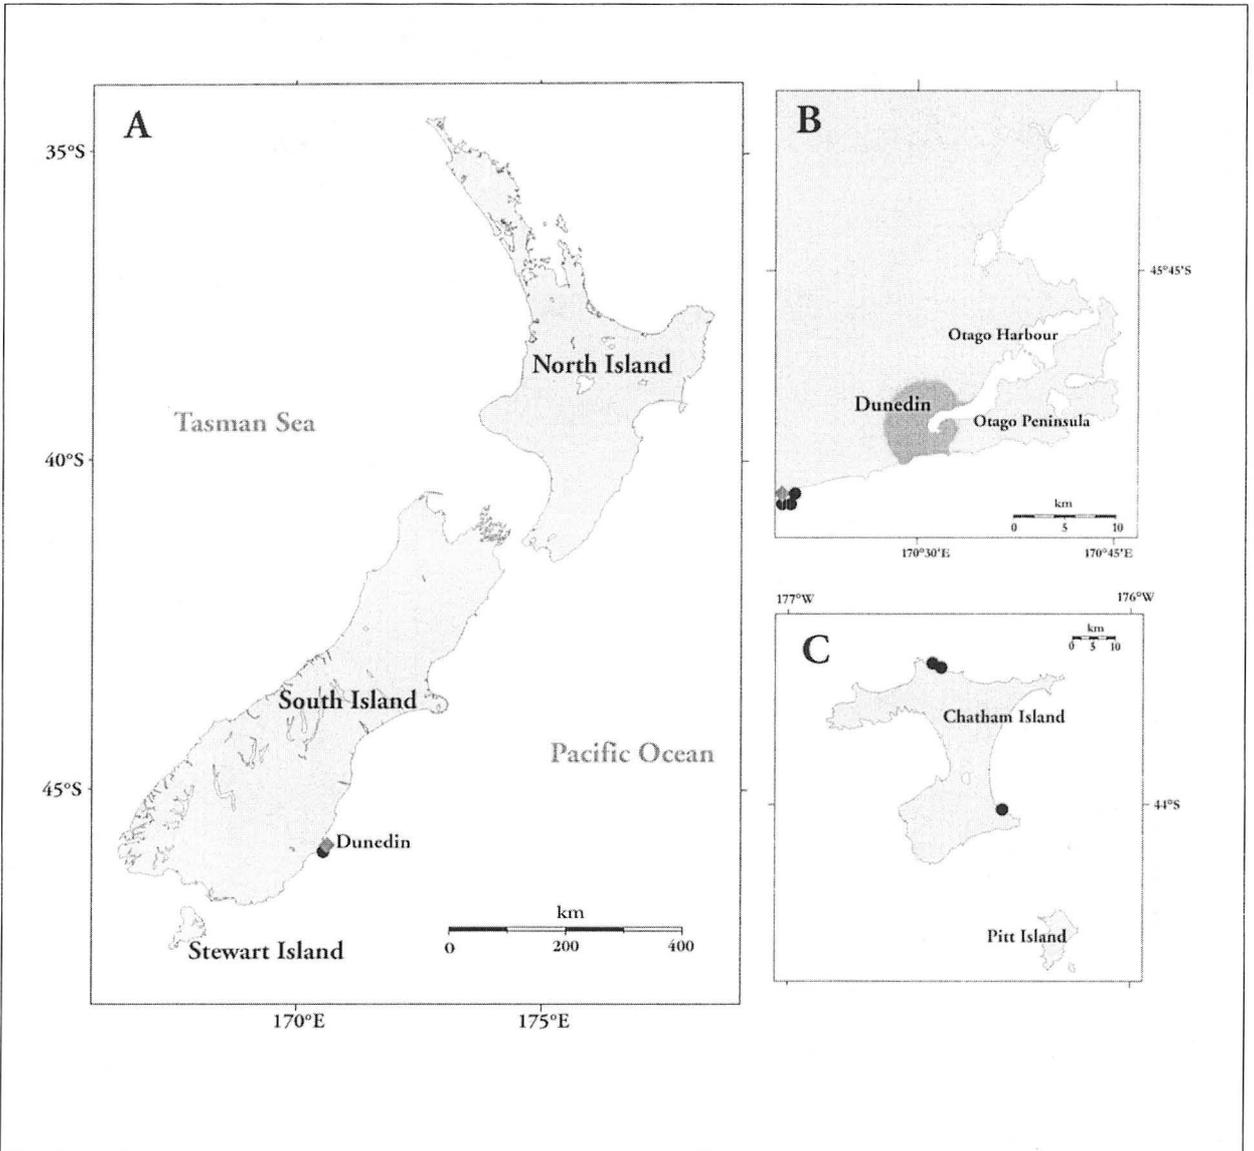 A
35°S
North Island
Tasman Sea
40°S
South Island
Pacific Ocean
45°S
Dunedin
km
0 200 400
Stewart Island
170°E 175°E
B
45°45'S
Otago Harbour
Dunedin
Otago Peninsula
km
0 5 10
170°30'E 170°45'E
177°W 176°W
C
km
0 5 10
Chatham Island
44°S
Pitt Island